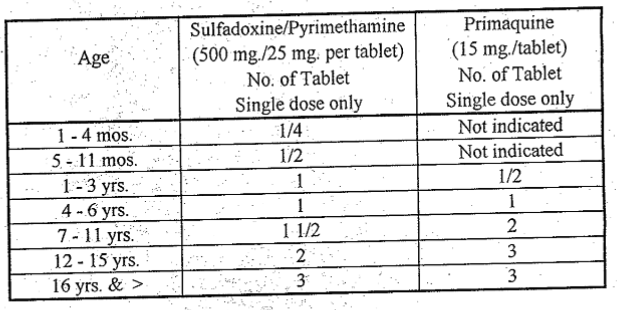 Age Sulfadoxine/Pyrimethamine Primaquine
(500 mg./25 mg. per tablet) (15 mg./tablet)
No. of Tablet No. of Tablet
Single dose only Single dose only
1 - 4 mos. 1/4 Not indicated
5 - 11 mos. 1/2 Not indicated
1 - 3 yrs. 1 1/2
4 - 6 yrs. 1 1
7 - 11 yrs. 1 1/2 2
12 - 15 yrs. 2 3
16 yrs. & > 3 3